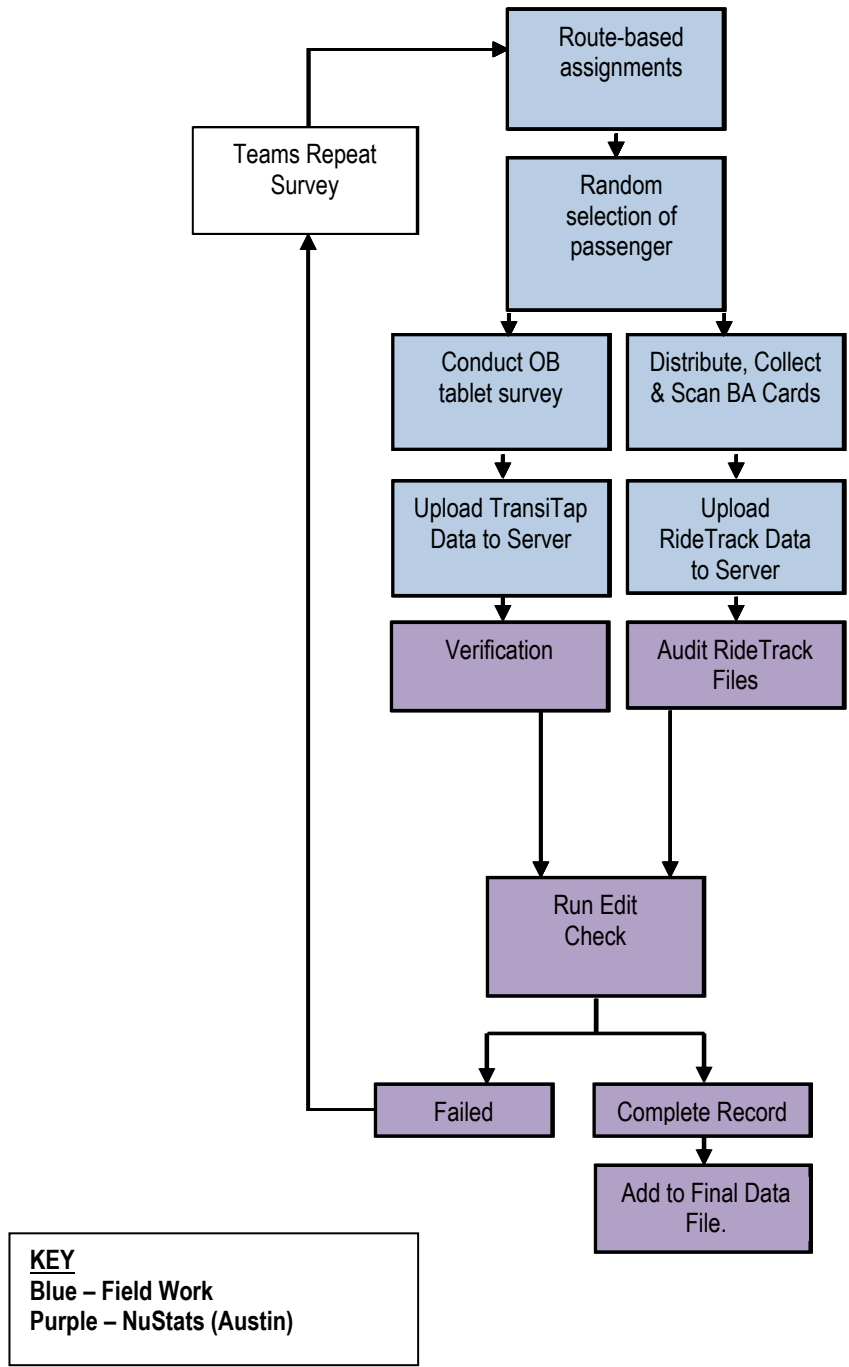 Route-based
assignments
Teams Repeat
Survey
Random
selection of
passenger
Conduct OB
tablet survey
Distribute, Collect
& Scan BA Cards
Upload TransiTap
Data to Server
Upload
RideTrack Data
to Server
Verification
Audit RideTrack
Files
Run Edit
Check
Failed
Complete Record
Add to Final Data
File.
KEY
Blue – Field Work
Purple – NuStats (Austin)